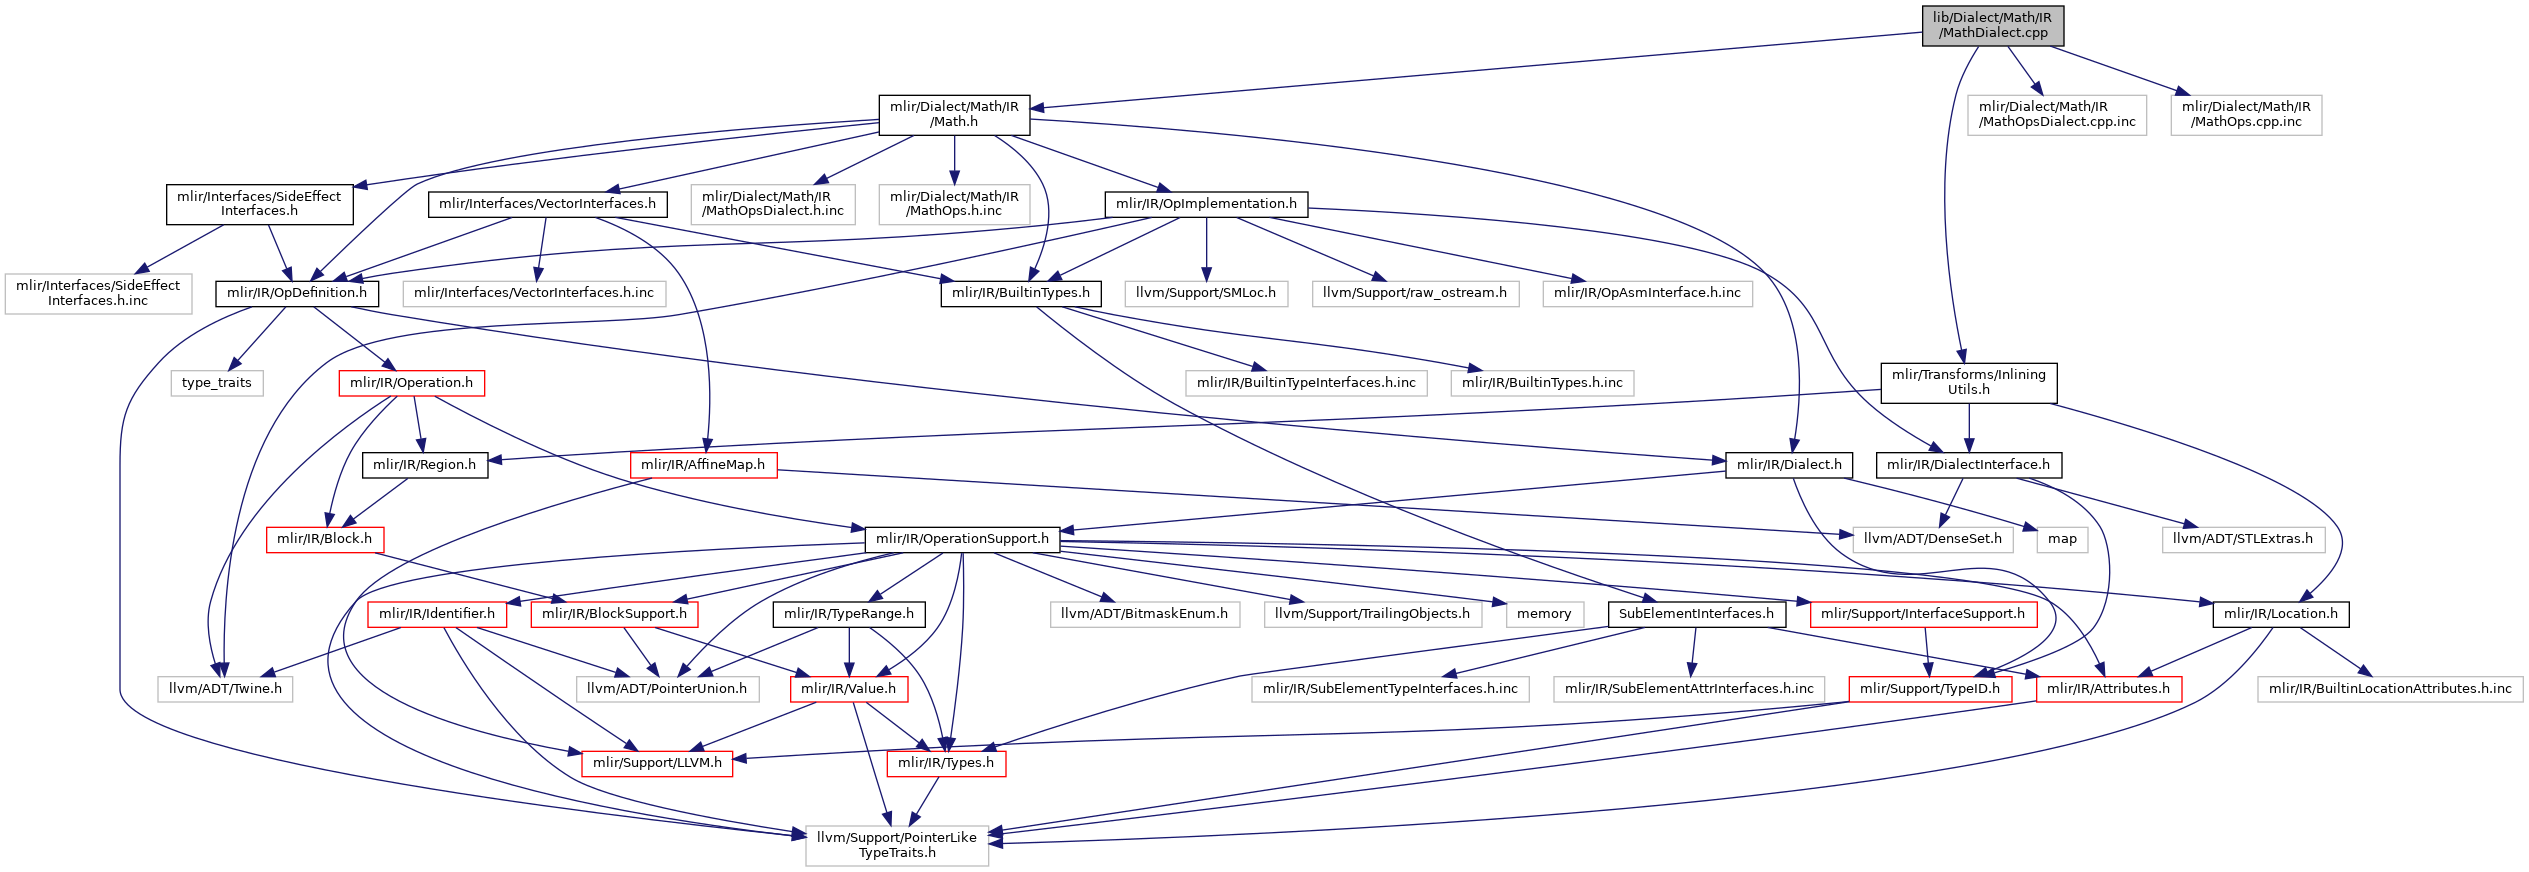 lib/Dialect/Math/IR
/MathDialect.cpp
mlir/Dialect/Math/IR
/Math.h
mlir/Dialect/Math/IR
/MathOpsDialect.cpp.inc
mlir/Dialect/Math/IR
/MathOps.cpp.inc
mlir/Interfaces/SideEffect
Interfaces.h
mlir/Interfaces/VectorInterfaces.h
mlir/Dialect/Math/IR
/MathOpsDialect.h.inc
mlir/Dialect/Math/IR
/MathOps.h.inc
mlir/IR/OpImplementation.h
mlir/Interfaces/SideEffect
Interfaces.h.inc
mlir/IR/OpDefinition.h
mlir/Interfaces/VectorInterfaces.h.inc
mlir/IR/BuiltinTypes.h
llvm/Support/SMLoc.h
llvm/Support/raw_ostream.h
mlir/IR/OpAsmInterface.h.inc
type_traits
mlir/IR/Operation.h
mlir/IR/BuiltinTypeInterfaces.h.inc
mlir/IR/BuiltinTypes.h.inc
mlir/Transforms/Inlining
Utils.h
mlir/IR/Region.h
mlir/IR/AffineMap.h
mlir/IR/Dialect.h
mlir/IR/DialectInterface.h
mlir/IR/Block.h
mlir/IR/OperationSupport.h
llvm/ADT/DenseSet.h
map
llvm/ADT/STLExtras.h
mlir/IR/Identifier.h
mlir/IR/BlockSupport.h
mlir/IR/TypeRange.h
llvm/ADT/BitmaskEnum.h
llvm/Support/TrailingObjects.h
memory
SubElementInterfaces.h
mlir/Support/InterfaceSupport.h
mlir/IR/Location.h
llvm/ADT/Twine.h
llvm/ADT/PointerUnion.h
mlir/IR/Value.h
mlir/IR/SubElementTypeInterfaces.h.inc
mlir/IR/SubElementAttrInterfaces.h.inc
mlir/Support/TypeID.h
mlir/IR/Attributes.h
mlir/IR/BuiltinLocationAttributes.h.inc
mlir/Support/LLVM.h
mlir/IR/Types.h
llvm/Support/PointerLike
TypeTraits.h